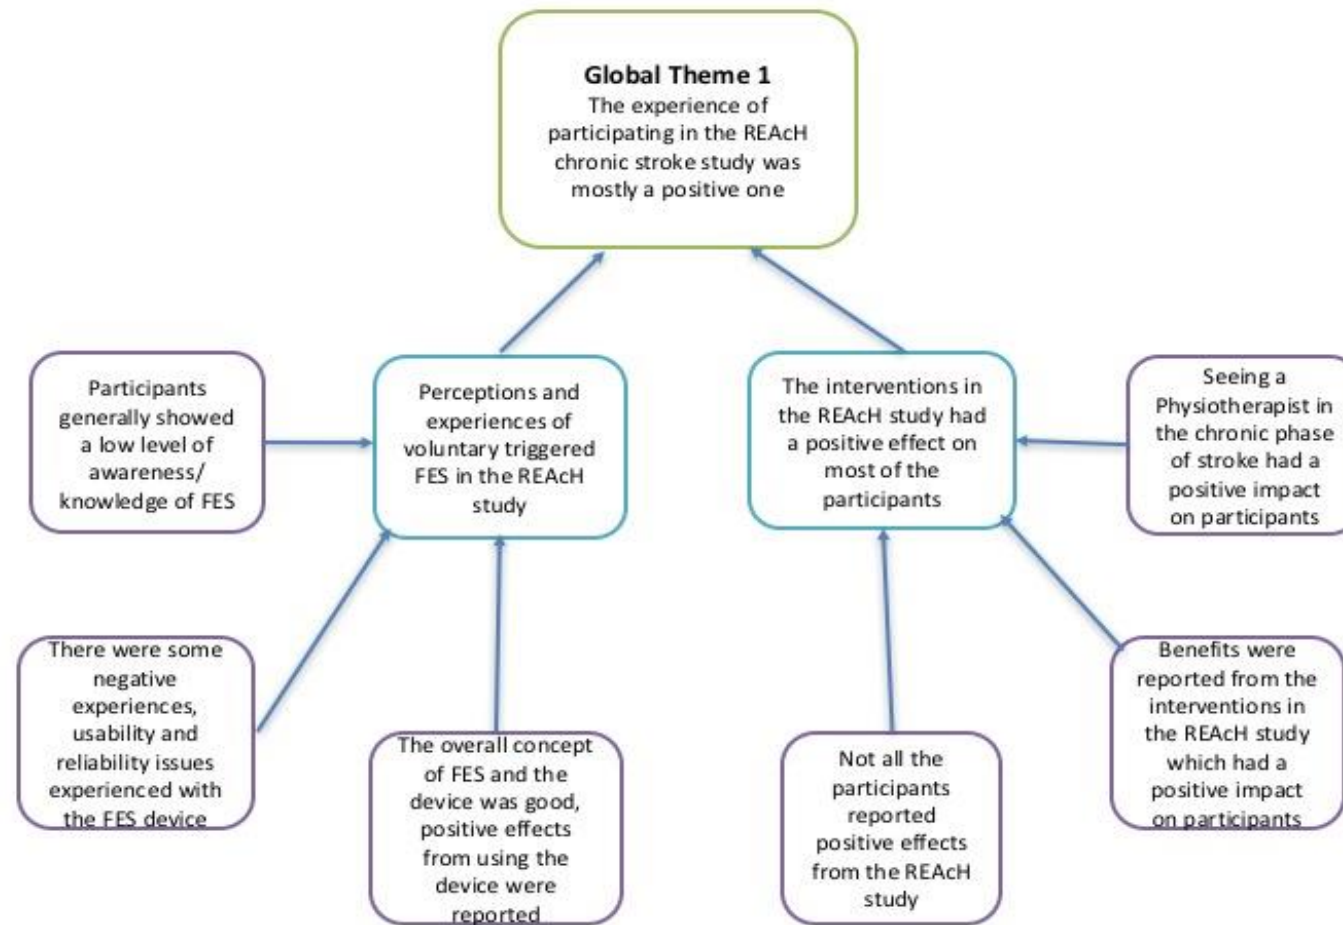 Global Theme 1
The experience of
participating in the REAcH
chronic stroke study was
mostly a positive one
Participants
generally showed
a low level of
awareness/
knowledge of FES
Perceptions and
experiences of
voluntary triggered
FES in the REAcH
study
The interventions in
the REAcH study had
a positive effect on
most of the
participants
Seeing a
Physiotherapist in
the chronic phase
of stroke had a
positive impact
on participants
There were some
negative
experiences,
usability and
reliability issues
experienced with
the FES device
The overall concept
of FES and the
device was good,
positive effects
from using the
device were
reported
Not all the
participants
reported
positive effects
from the REAcH
study
Benefits were
reported from the
interventions in
the REAcH study
which had a
positive impact
on participants